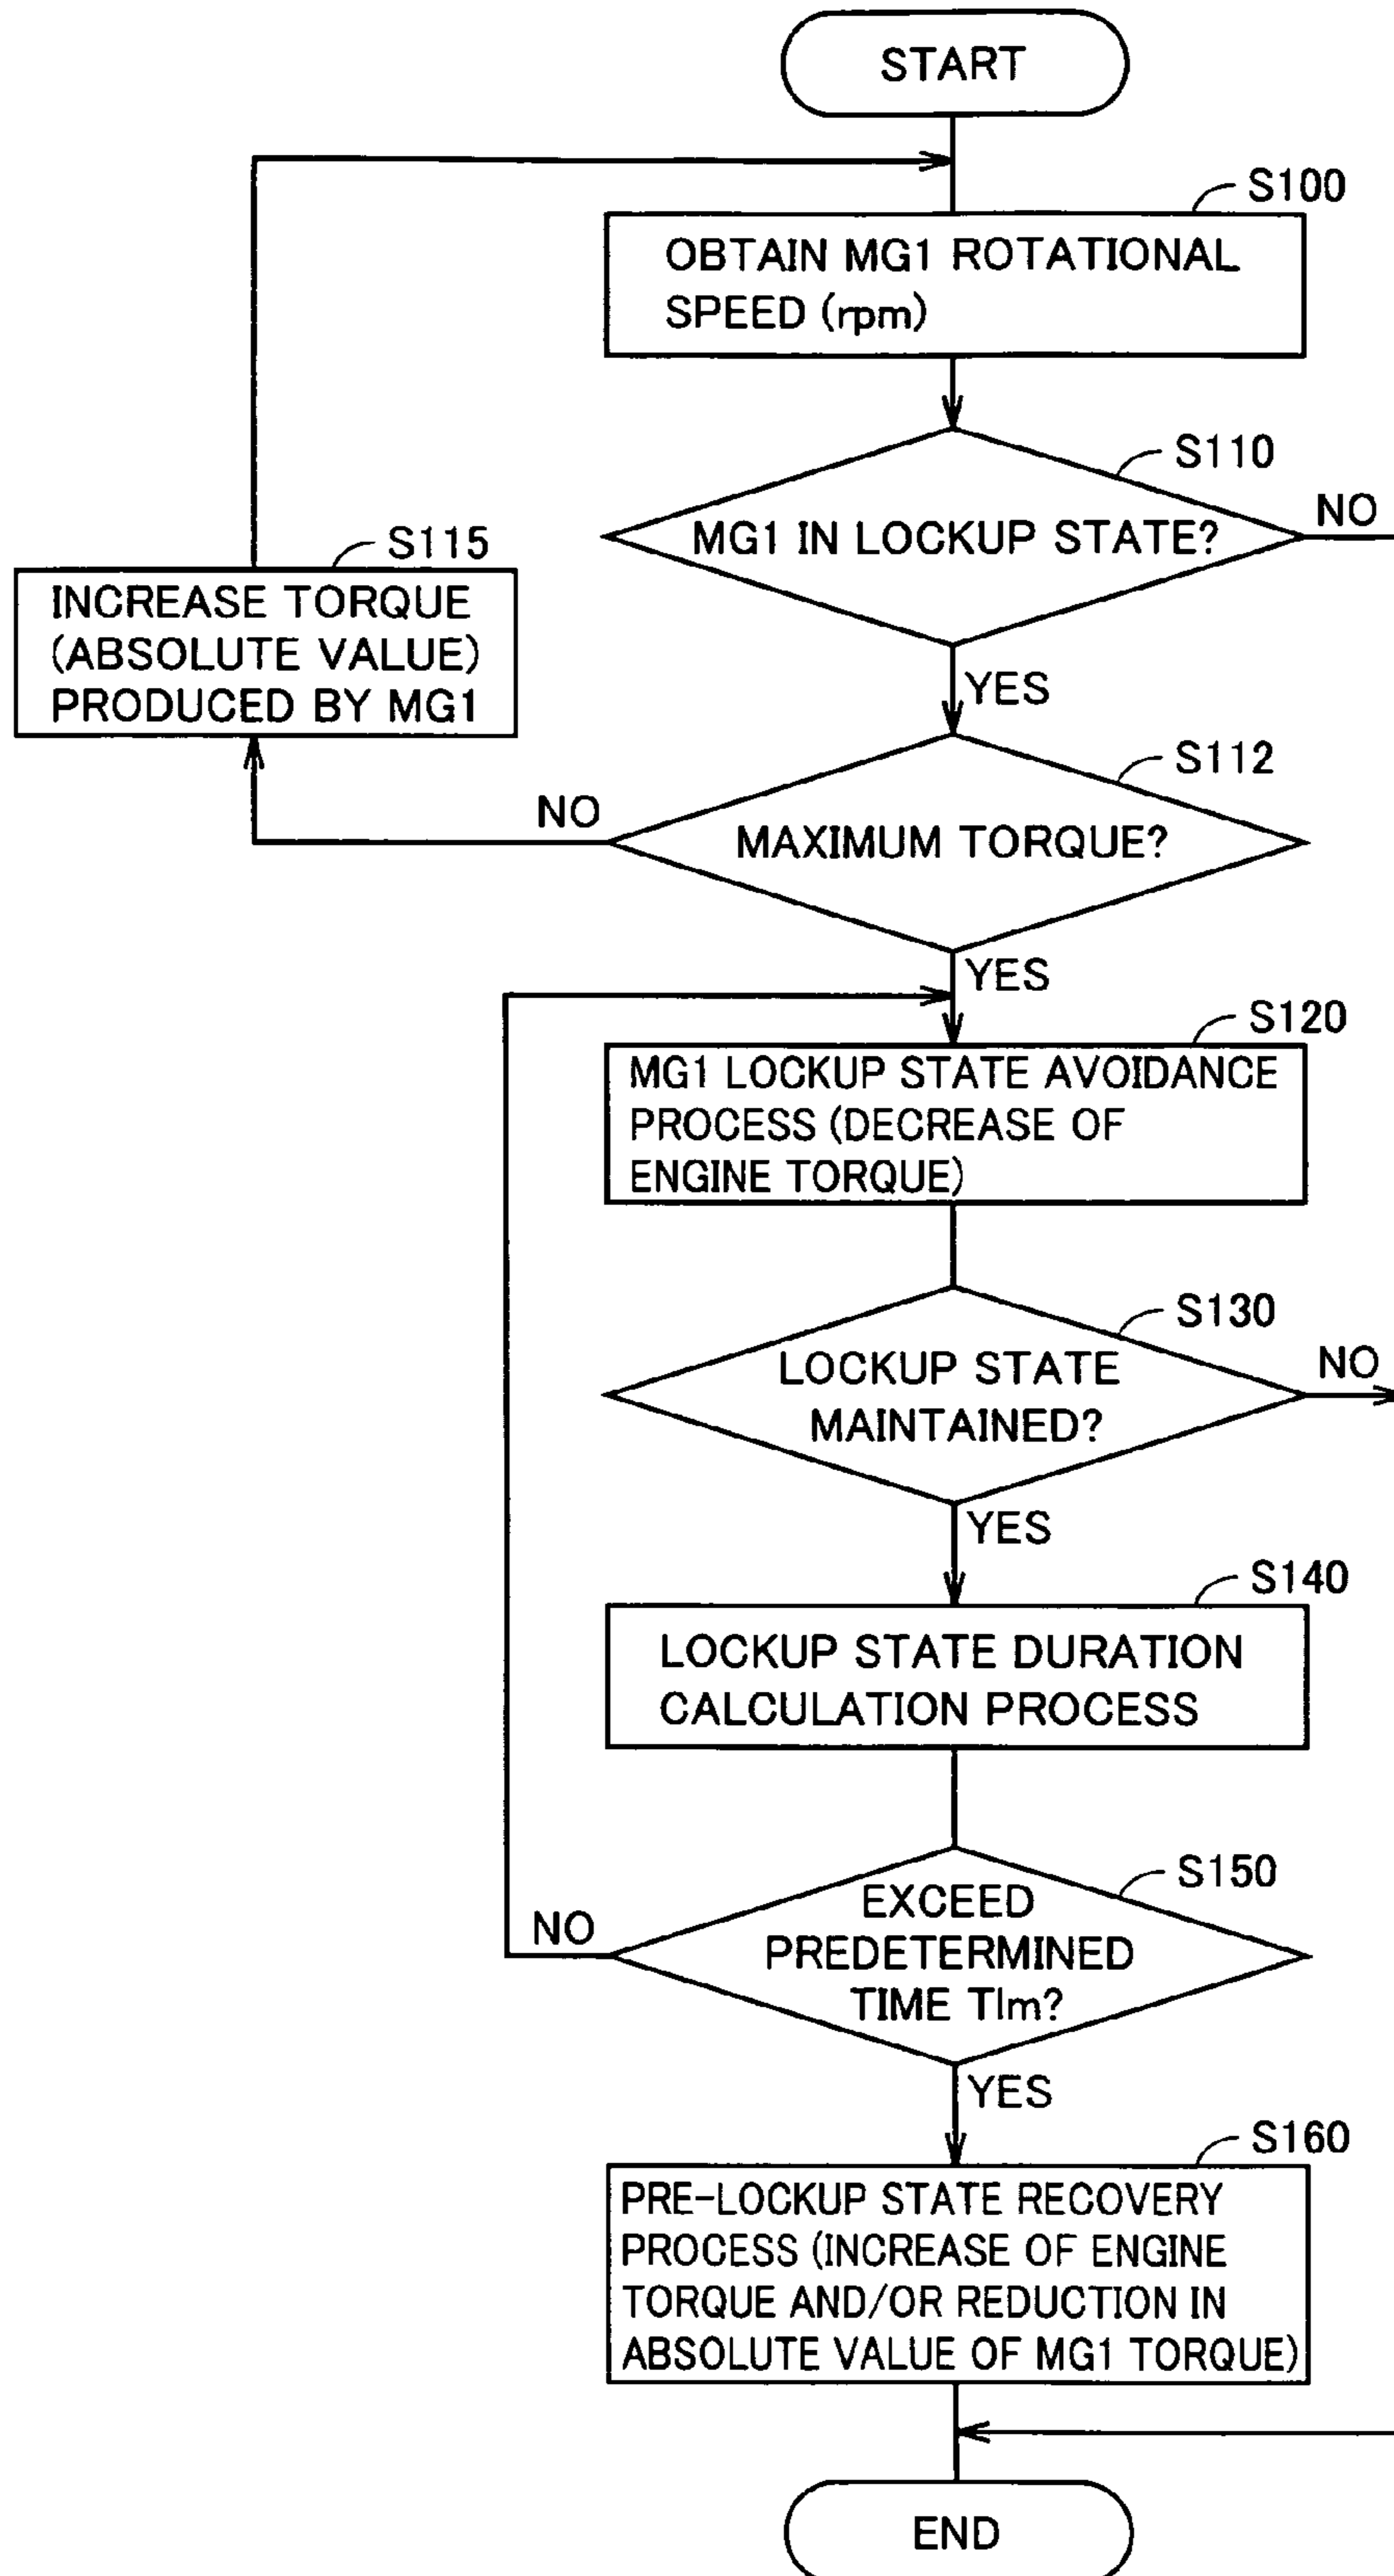 START
S100
OBTAIN MG1 ROTATIONAL
SPEED (rpm)
S110
MG1 IN LOCKUP STATE?
NO
YES
S115
INCREASE TORQUE
(ABSOLUTE VALUE)
PRODUCED BY MG1
S112
MAXIMUM TORQUE?
NO
YES
S120
MG1 LOCKUP STATE AVOIDANCE
PROCESS (DECREASE OF
ENGINE TORQUE)
S130
LOCKUP STATE
MAINTAINED?
NO
YES
S140
LOCKUP STATE DURATION
CALCULATION PROCESS
S150
EXCEED
PREDETERMINED
TIME Tlm?
NO
YES
S160
PRE-LOCKUP STATE RECOVERY
PROCESS (INCREASE OF ENGINE
TORQUE AND/OR REDUCTION IN
ABSOLUTE VALUE OF MG1 TORQUE)
END